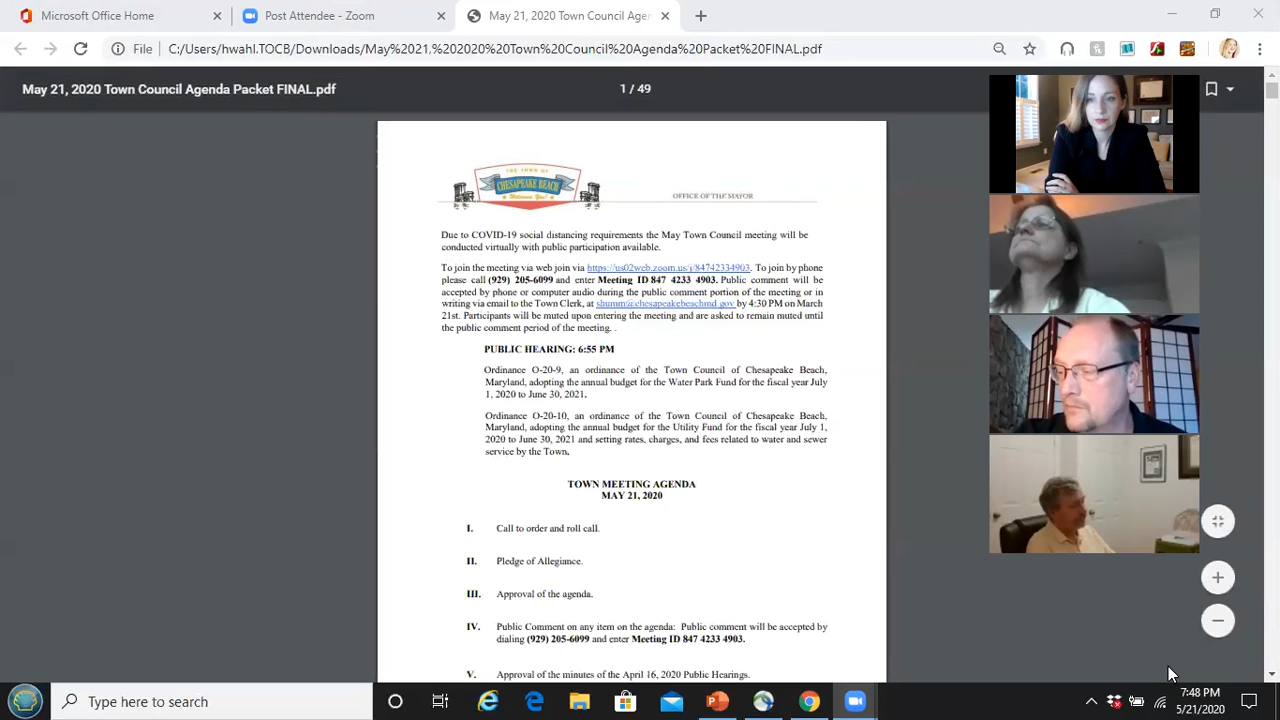 Microsoft Office Home
Post Attendee - Zoom
May 21, 2020 Town Council Agen
File
C:/Users/hwahl.TOCB/Downloads/May%2021,%202020%20Town%20Council%20Agenda%20Packet%20FINAL.pdf
May 21, 2020 Town Council Agenda Packet FINAL.pdf
1 / 49
THE TOWN OF
CHESAPEAKE BEACH
Welcomes You!
OFFICE OF THE MAYOR
Due to COVID-19 social distancing requirements the May Town Council meeting will be
conducted virtually with public participation available.
To join the meeting via web join via https://us02web.zoom.us/j/84742334903. To join by phone
please call (929) 205-6099 and enter Meeting ID 847 4233 4903. Public comment will be
accepted by phone or computer audio during the public comment portion of the meeting or in
writing via email to the Town Clerk, at shumm@chesapeakebeachmd.gov by 4:30 PM on March
21st. Participants will be muted upon entering the meeting and are asked to remain muted until
the public comment period of the meeting. .
PUBLIC HEARING: 6:55 PM
Ordinance O-20-9, an ordinance of the Town Council of Chesapeake Beach,
Maryland, adopting the annual budget for the Water Park Fund for the fiscal year July
1, 2020 to June 30, 2021.
Ordinance O-20-10, an ordinance of the Town Council of Chesapeake Beach,
Maryland, adopting the annual budget for the Utility Fund for the fiscal year July 1,
2020 to June 30, 2021 and setting rates, charges, and fees related to water and sewer
service by the Town.
TOWN MEETING AGENDA
MAY 21, 2020
I. Call to order and roll call.
II. Pledge of Allegiance.
III. Approval of the agenda.
IV. Public Comment on any item on the agenda: Public comment will be accepted by
dialing (929) 205-6099 and enter Meeting ID 847 4233 4903.
V. Approval of the minutes of the April 16, 2020 Public Hearings.
Type here to search
7:48 PM
5/21/2020